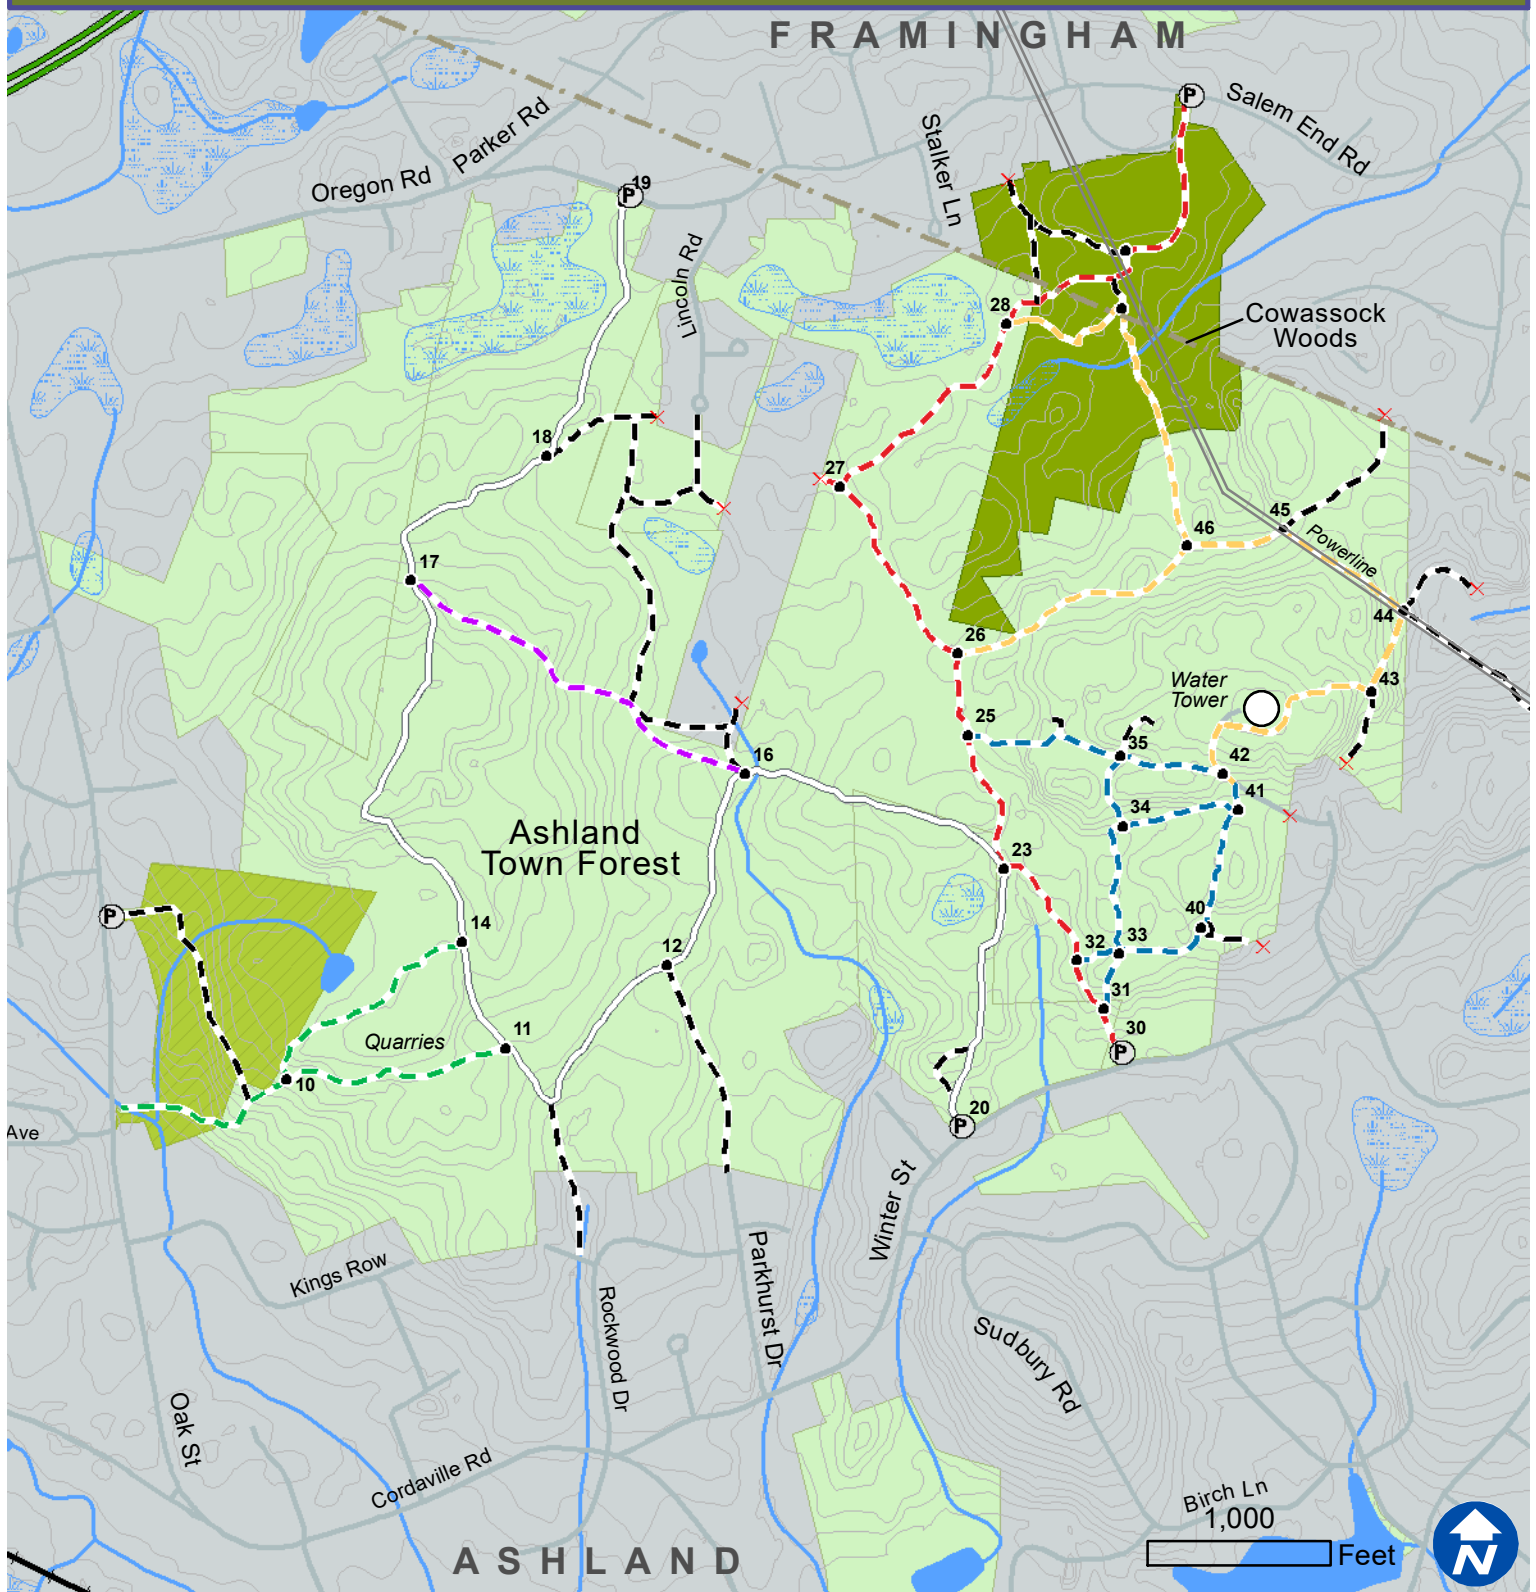 FRAMINGHAM
P
Salem End Rd
Stalker Ln
Parker Rd
Oregon Rd
P
19
Lincoln Rd
28
Cowassock
Woods
18
27
45
46
Powerline
17
44
26
Water
Tower
43
25
35
16
42
41
34
Ashland
Town Forest
23
P
14
40
12
32
33
31
11
Quarries
30
P
10
20
P
Ave
Winter St
Kings Row
Parkhurst Dr
Rockwood Dr
Sudbury Rd
Oak St
Cordaville Rd
Birch Ln
1,000
Feet
ASHLAND
N